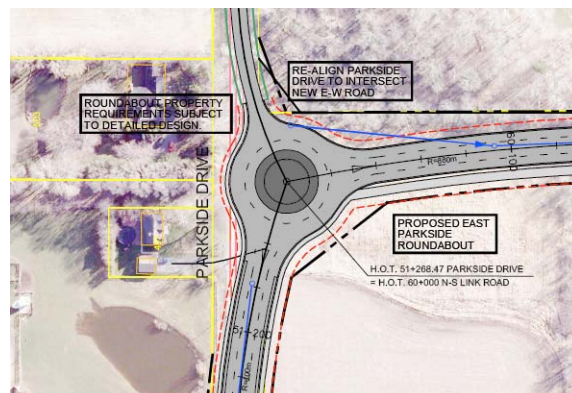 RE-ALIGN PARKSIDE
DRIVE TO INTERSECT
NEW E-W ROAD
ROUNDABOUT PROPERTY
REQUIREMENTS SUBJECT
TO DETAILED DESIGN.
PARKSIDE DRIVE
60+100
R=880m
PROPOSED EAST
PARKSIDE
ROUNDABOUT
H.O.T. 51+268.47 PARKSIDE DRIVE
= H.O.T. 60+000 N-S LINK ROAD
51+200